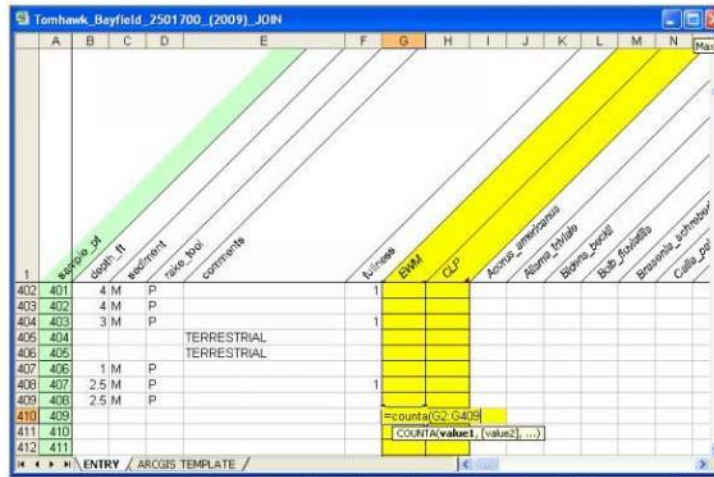 Tomhawk_Bayfield_2501700_(2009)_JOIN
A B C D E F G H I J K L M N
Max
1 sample_pt depth_ft sediment rake_tool comments fullness EWM CLP Acorus_americanus Alisma_triviale Bidens_beckii Bolb_fluviatilis
402 401 4 M P 1
403 402 4 M P
404 403 3 M P 1
405 404 TERRESTRIAL
406 405 TERRESTRIAL
407 406 1 M P
408 407 2.5 M P 1
409 408 2.5 M P
410 409 =counta(G2:G409
411 410 COUNTA(value1, [value2], ...)
412 411
ENTRY / ARCGIS TEMPLATE /